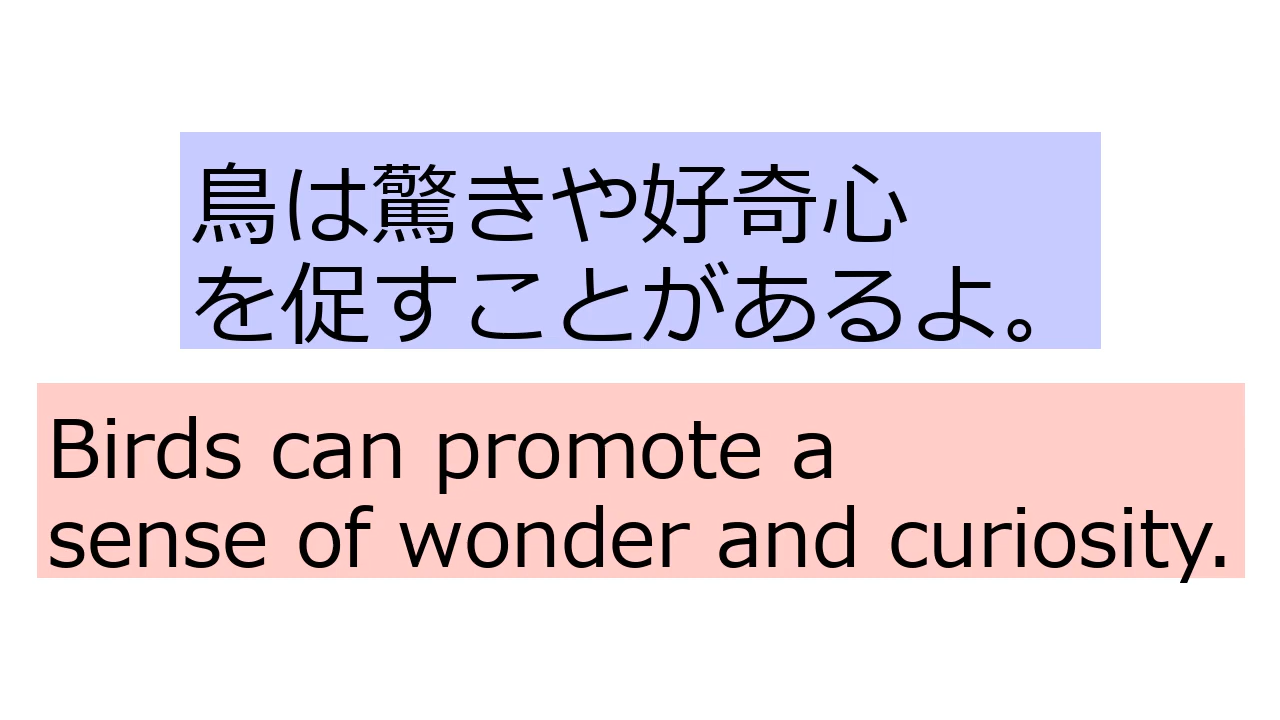 鳥は驚きや好奇心
を促すことがあるよ。
Birds can promote a
sense of wonder and curiosity.